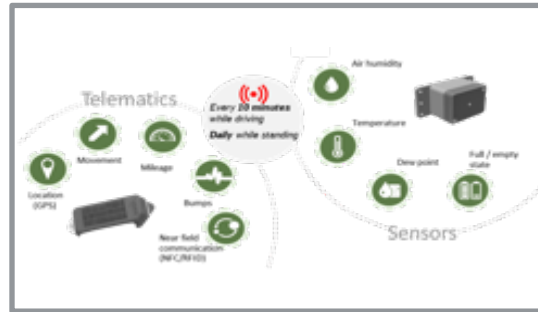 Telematics
Location
(GPS)
Movement
Mileage
Bumps
Near field
communication
(NFC/RFID)
Every 10 minutes
while driving
Daily while standing
Air humidity
Temperature
Dew point
Full / empty
state
Sensors